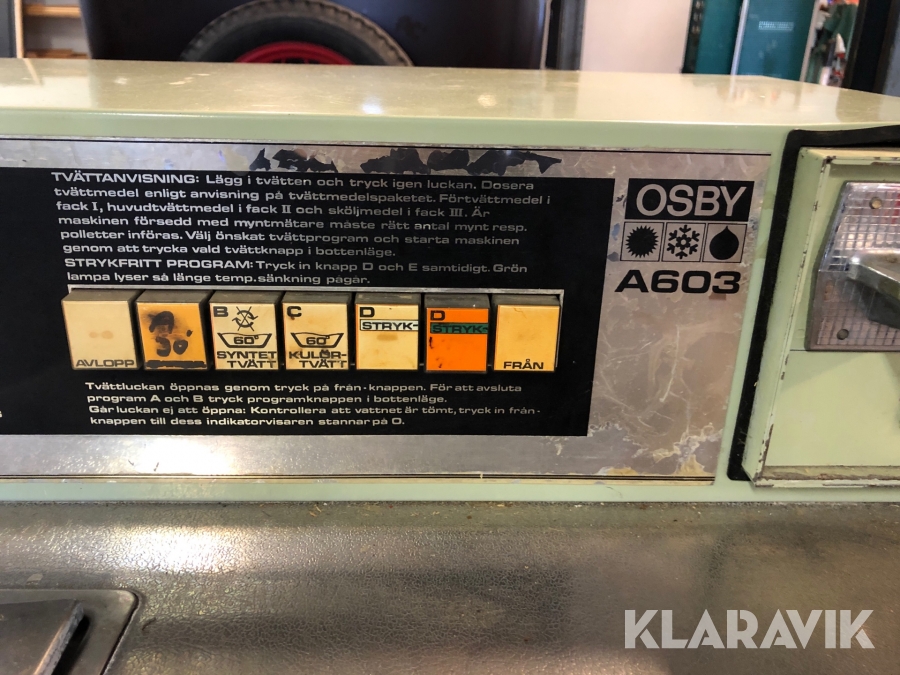 TVÄTTANVISNING: Lägg i tvätten och tryck igen luckan. Dosera
tvättmedel enligt anvisning på tvättmedelspaketet. Förtvättmedel i
fack I, huvudtvättmedel i fack II och sköljmedel i fack III. Är
maskinen försedd med myntmätare måste rätt antal mynt resp.
polletter införas. Välj önskat tvättprogram och starta maskinen
genom att trycka vald tvättknapp i bottenläge.
STRYKFRITT PROGRAM: Tryck in knapp D och E samtidigt. Grön
lampa lyser så länge temp.sänkning pågår.
OSBY
A603
AVLOPP
B
60°
SYNTET
TVÄTT
C
60°
KULÖR-
TVÄTT
D
STRYK-
D
STRYK-
FRÅN
Tvättluckan öppnas genom tryck på från-knappen. För att avsluta
program A och B tryck programknappen i bottenläge.
Går luckan ej att öppna: Kontrollera att vattnet är tömt, tryck in från-
knappen till dess indikatorvisaren stannar på 0.
KLARAVIK